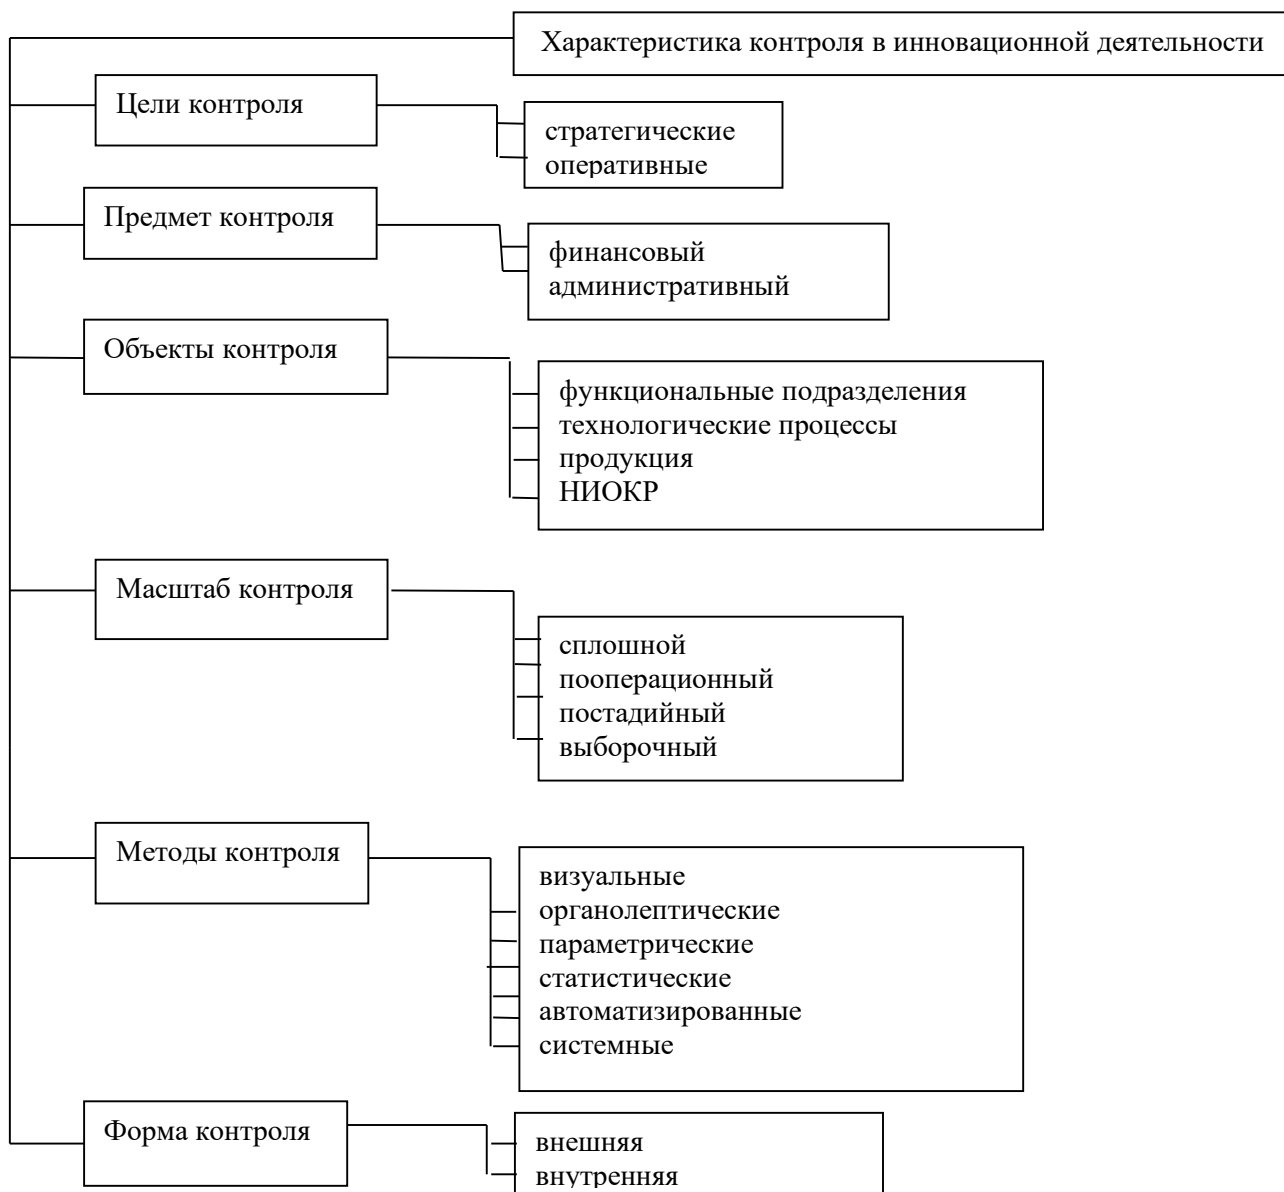 Характеристика контроля в инновационной деятельности
Цели контроля
стратегические
оперативные
Предмет контроля
финансовый
административный
Объекты контроля
функциональные подразделения
технологические процессы
продукция
НИОКР
Масштаб контроля
сплошной
пооперационный
постадийный
выборочный
Методы контроля
визуальные
органолептические
параметрические
статистические
автоматизированные
системные
Форма контроля
внешняя
внутренняя